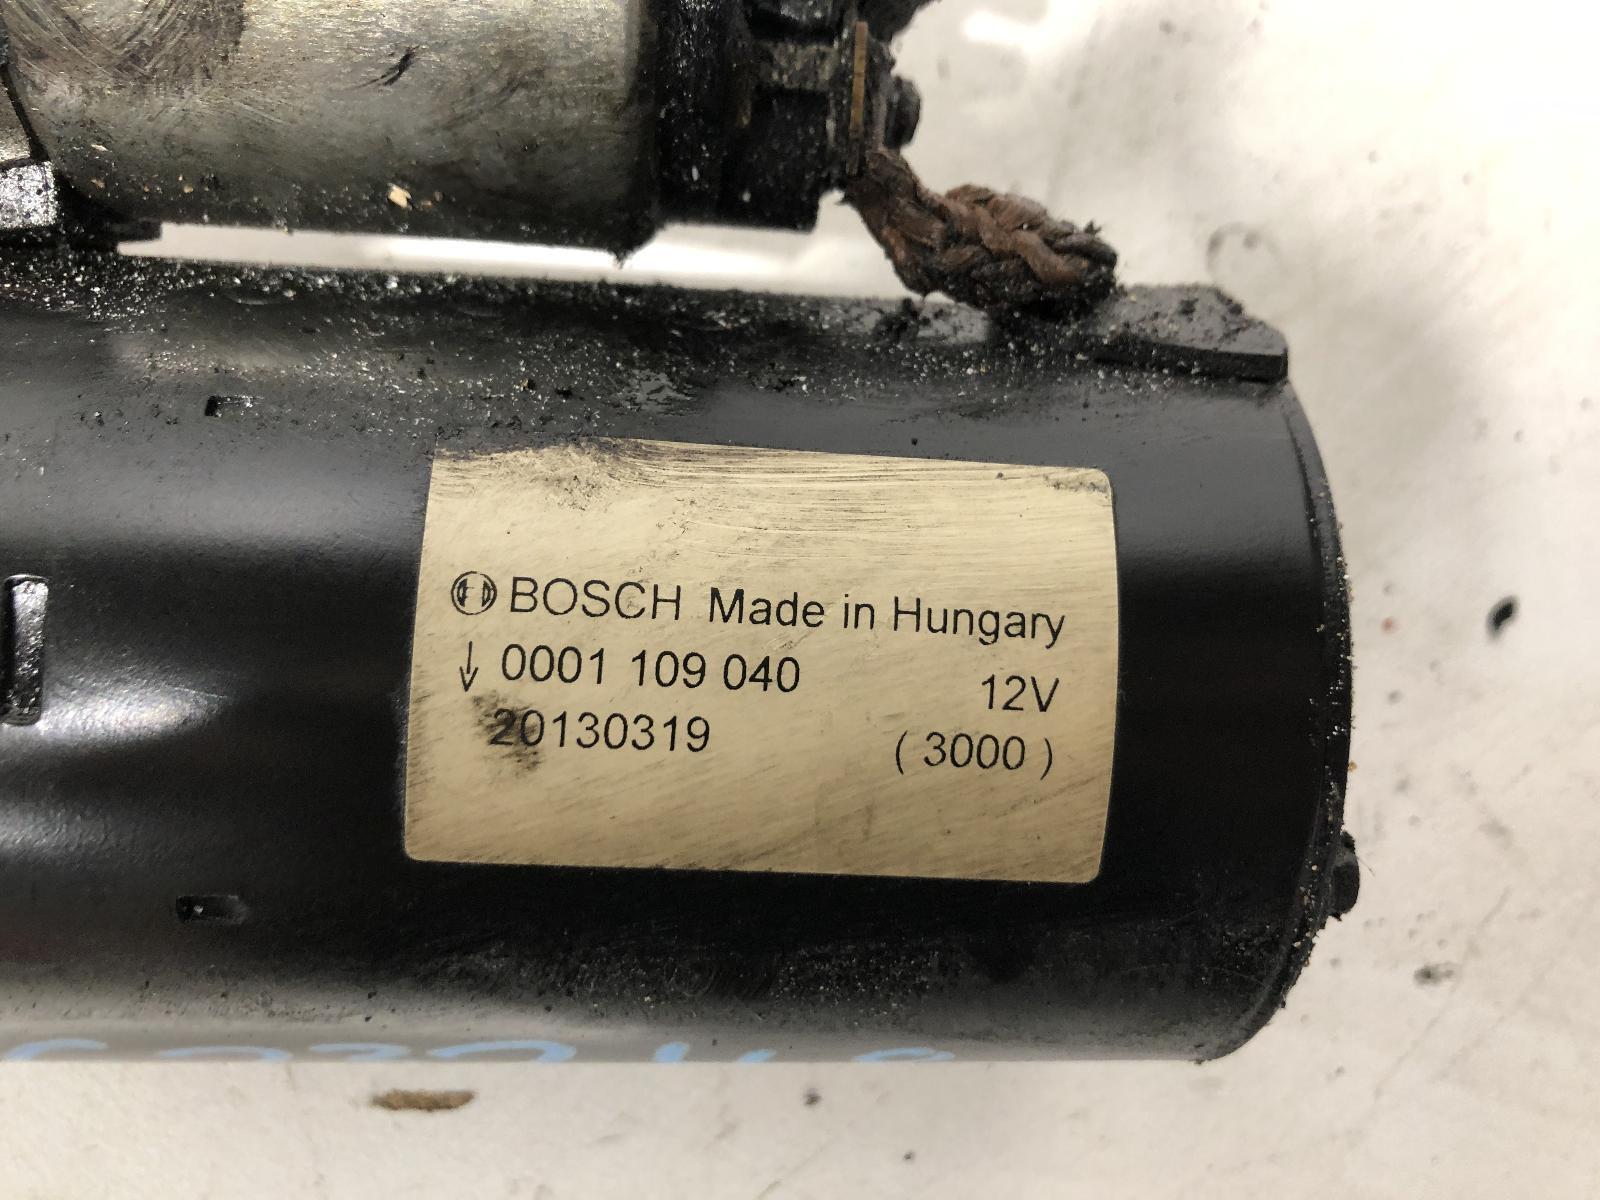 BOSCH Made in Hungary
↓ 0001 109 040 12V
20130319 ( 3000 )